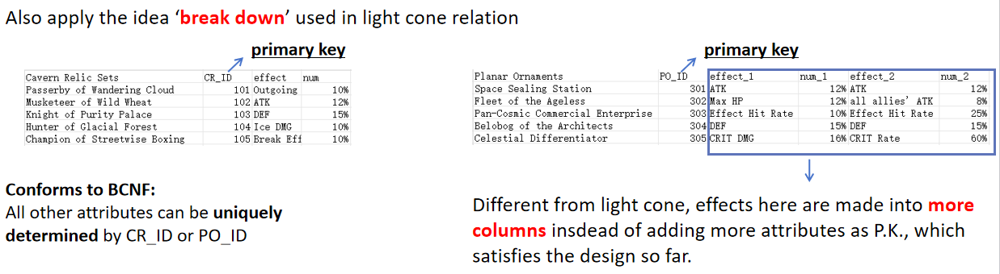 Also apply the idea ‘break down’ used in light cone relation
primary key
Cavern Relic Sets CR_ID effect num
Passerby of Wandering Cloud 101 Outgoing 10%
Musketeer of Wild Wheat 102 ATK 12%
Knight of Purity Palace 103 DEF 15%
Hunter of Glacial Forest 104 Ice DMG 10%
Champion of Streetwise Boxing 105 Break Eff 10%
Conforms to BCNF:
All other attributes can be uniquely
determined by CR_ID or PO_ID
primary key
Planar Ornaments PO_ID effect_1 num_1 effect_2 num_2
Space Sealing Station 301 ATK 12% ATK 12%
Fleet of the Ageless 302 Max HP 12% all allies’ ATK 8%
Pan-Cosmic Commercial Enterprise 303 Effect Hit Rate 10% Effect Hit Rate 25%
Belobog of the Architects 304 DEF 15% DEF 15%
Celestial Differentiator 305 CRIT DMG 16% CRIT Rate 60%
Different from light cone, effects here are made into more
columns insdead of adding more attributes as P.K., which
satisfies the design so far.